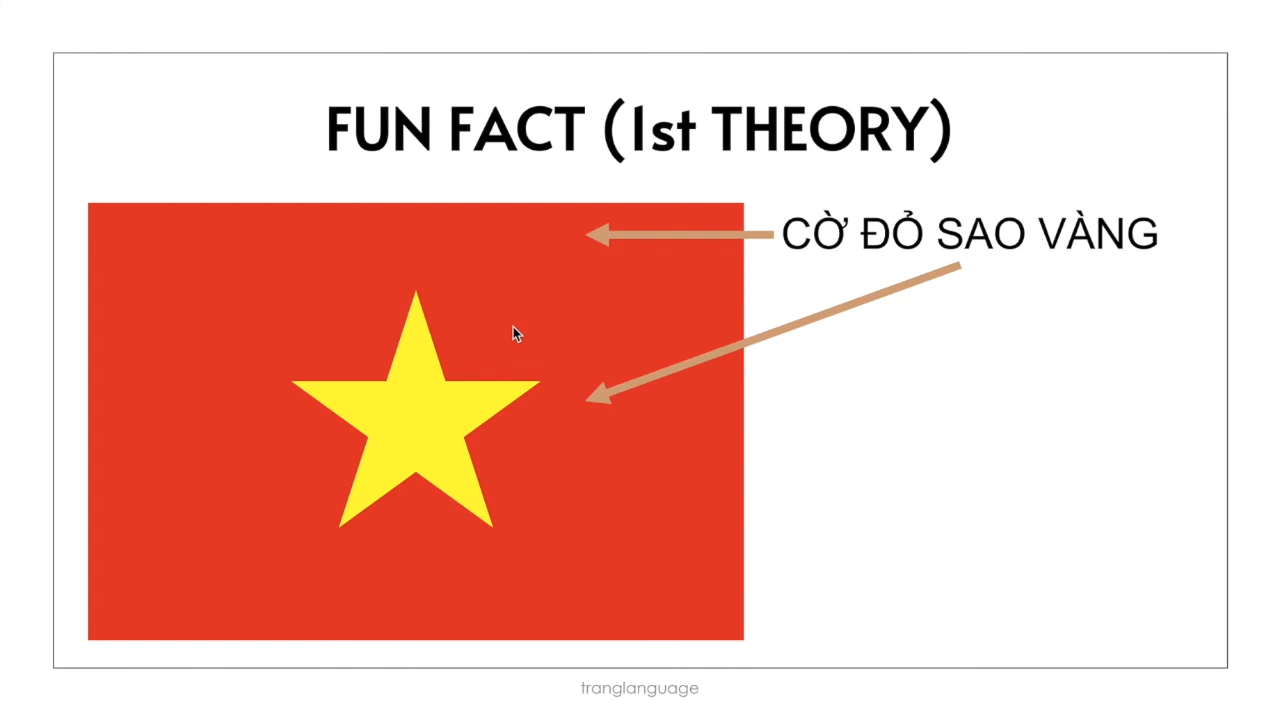 FUN FACT (1st THEORY)
CỜ ĐỎ SAO VÀNG
tranglanguage